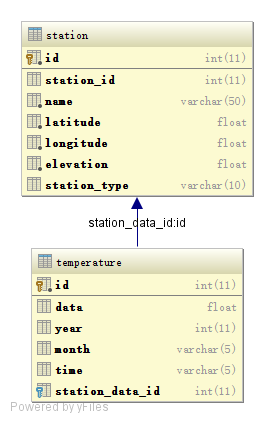 station
id int(11)
station_id int(11)
name varchar(50)
latitude float
longitude float
elevation float
station_type varchar(10)
station_data_id:id
temperature
id int(11)
data float
year int(11)
month varchar(5)
time varchar(5)
station_data_id int(11)
Powered by yFiles